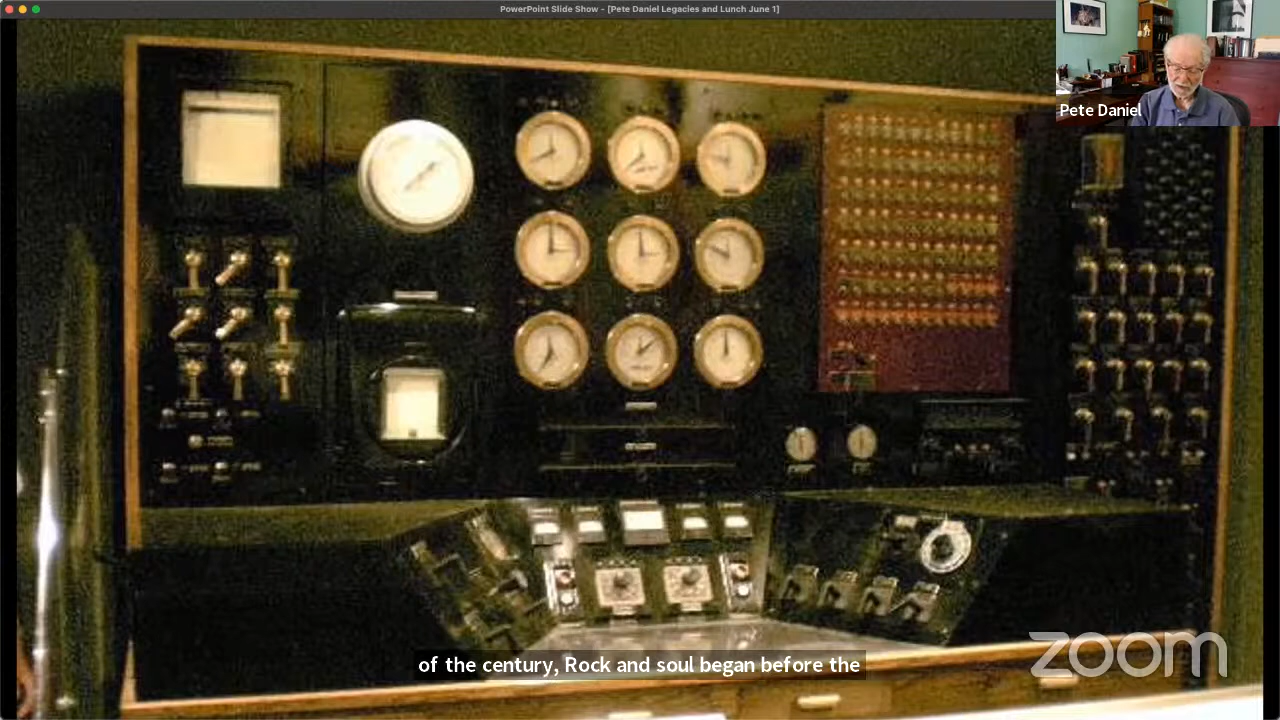 PowerPoint Slide Show - [Pete Daniel Legacies and Lunch June 1]
Pete Daniel
of the century, Rock and soul began before the
zoom